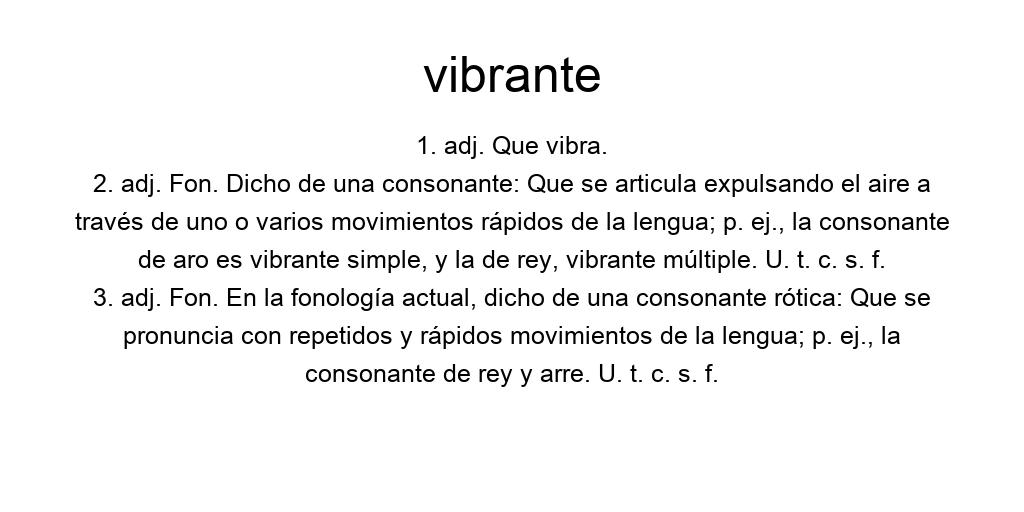 vibrante
1. adj. Que vibra.
2. adj. Fon. Dicho de una consonante: Que se articula expulsando el aire a
través de uno o varios movimientos rápidos de la lengua; p. ej., la consonante
de aro es vibrante simple, y la de rey, vibrante múltiple. U. t. c. s. f.
3. adj. Fon. En la fonología actual, dicho de una consonante rótica: Que se
pronuncia con repetidos y rápidos movimientos de la lengua; p. ej., la
consonante de rey y arre. U. t. c. s. f.